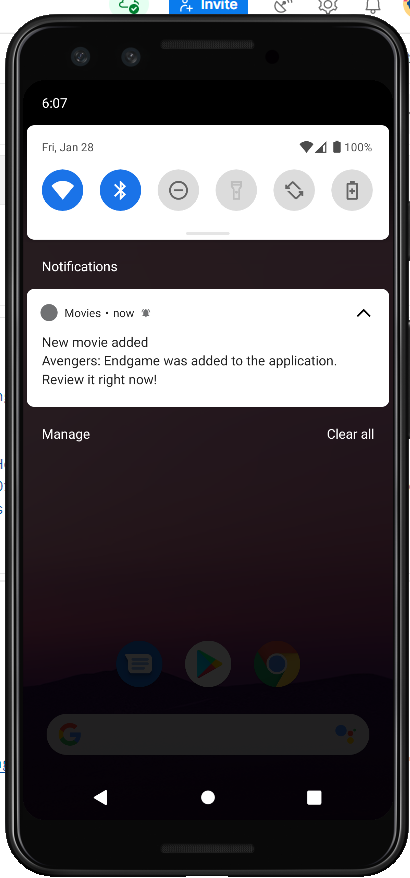 Invite
6:07
Fri, Jan 28
100%
Notifications
Movies • now
New movie added
Avengers: Endgame was added to the application.
Review it right now!
Manage
Clear all